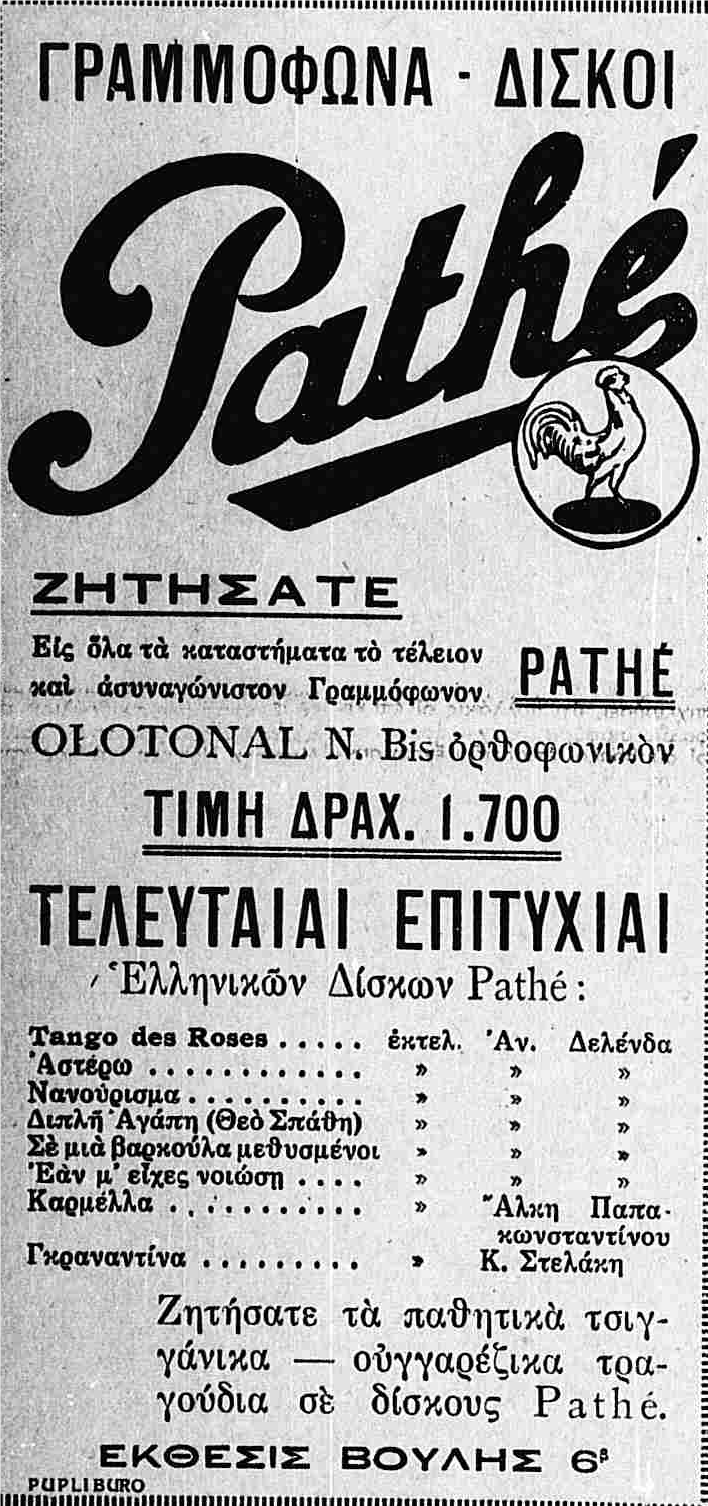 ΓΡΑΜΜΟΦΩΝΑ - ΔΙΣΚΟΙ
Pathé
ΖΗΤΗΣΑΤΕ
Εἰς ὅλα τὰ καταστήματα τὸ τέλειον
καὶ ἀσυναγώνιστον Γραμμόφωνον PATHÉ
OLOTONAL N. Bis ὀρθοφωνικὸν
ΤΙΜΗ ΔΡΑΧ. 1.700
ΤΕΛΕΥΤΑΙΑΙ ΕΠΙΤΥΧΙΑΙ
Ἑλληνικῶν Δίσκων Pathé :
Tango des Roses ..... ἐκτελ. Ἀν. Δελένδα
Ἀστέρω ............ » » »
Νανούρισμα .......... » » »
Διπλῆ Ἀγάπη (Θεὸ Σπάθη) » » »
Σὲ μιὰ βαρκούλα μεθυσμένοι » » »
Ἐὰν μ' εἶχες νοιώση .... » » »
Καρμέλλα ........... » Ἄλκη Παπα-
κωνσταντίνου
Γκραναντίνα ......... » Κ. Στελάκη
Ζητήσατε τὰ παθητικὰ τσιγ-
γάνικα — οὑγγαρέζικα τρα-
γούδια σὲ δίσκους Pathé.
ΕΚΘΕΣΙΣ ΒΟΥΛΗΣ 6β
PUPLIBURO